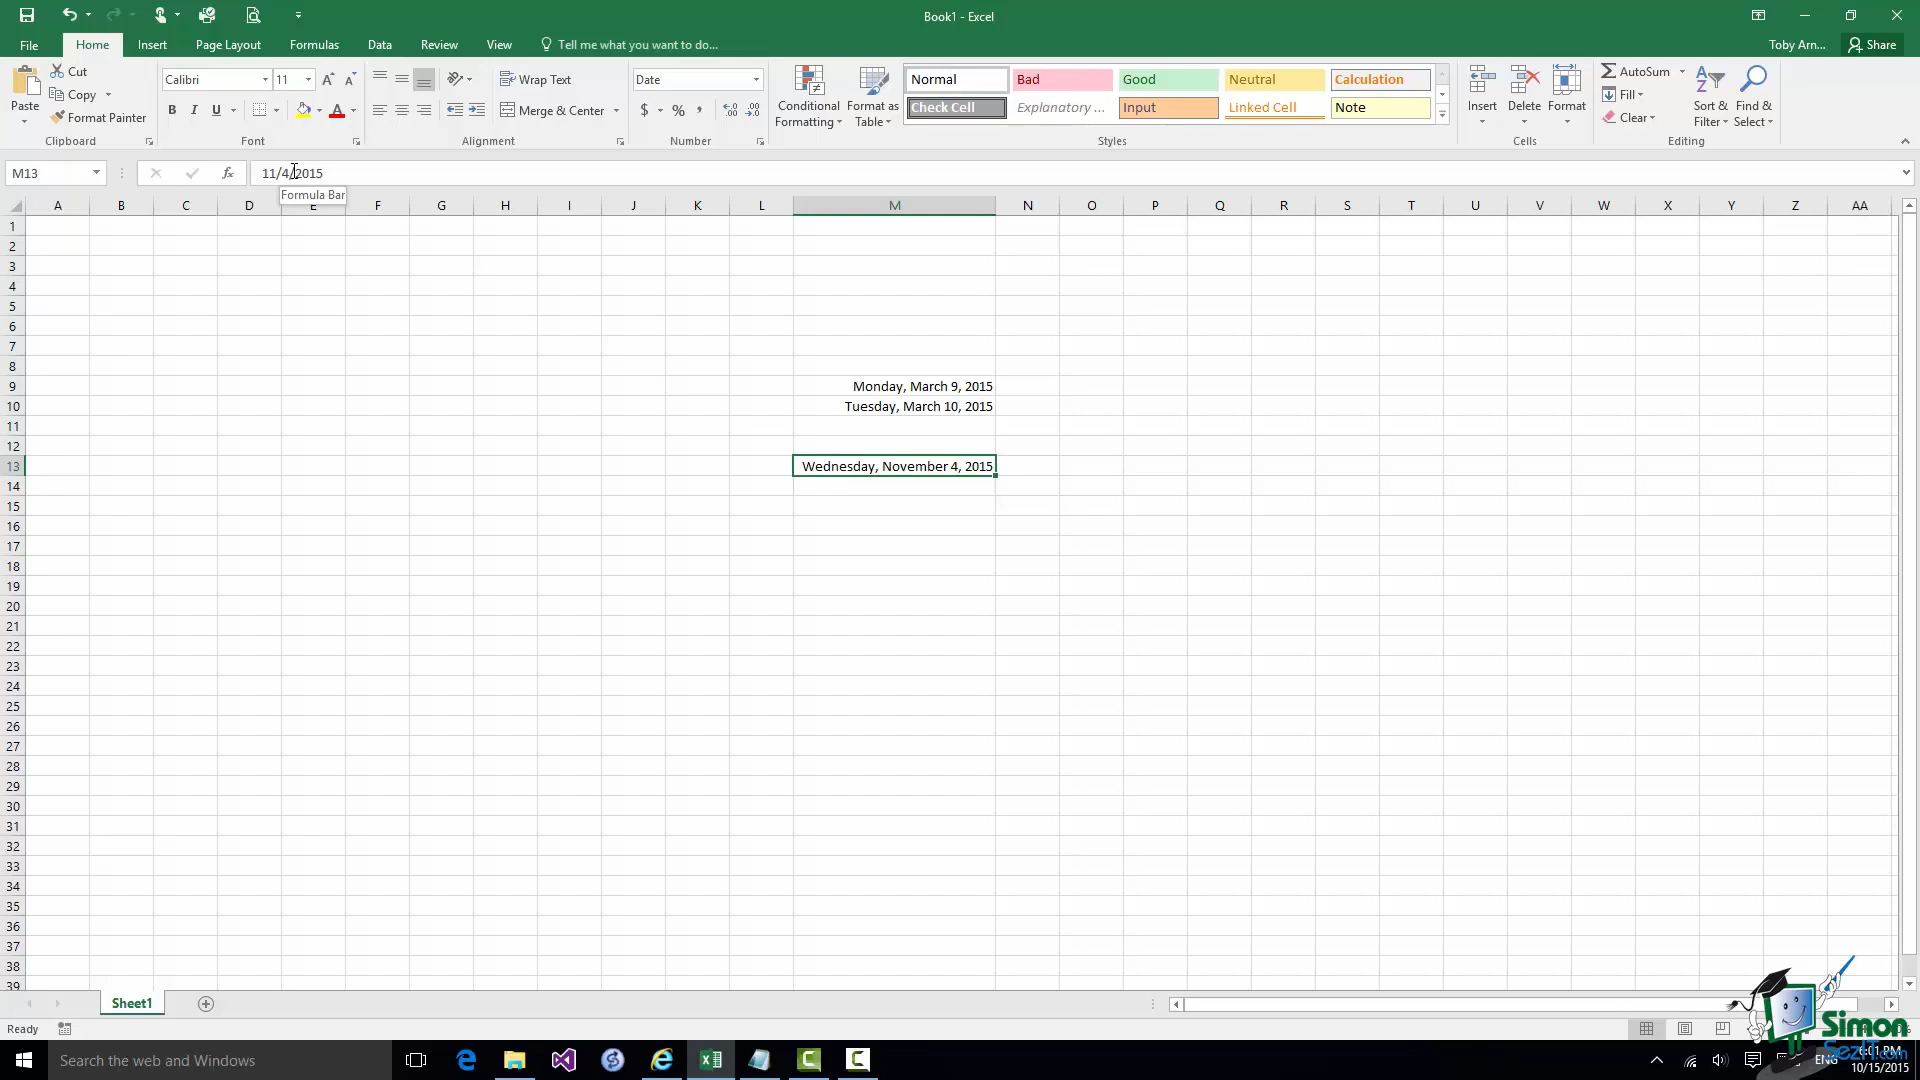 Book1 - Excel
Toby Arn... Share
File Home Insert Page Layout Formulas Data Review View Tell me what you want to do...
Paste Cut Copy Format Painter
Calibri 11
B I U A
Wrap Text
Merge & Center
Date
$ % ,
Conditional Formatting
Format as Table
Normal Bad Good Neutral Calculation
Check Cell Explanatory ... Input Linked Cell Note
Insert Delete Format
AutoSum Fill Clear
Sort & Filter
Find & Select
Clipboard Font Alignment Number Styles Cells Editing
M13 fx 11/4/2015
Formula Bar
A B C D E F G H I J K L M N O P Q R S T U V W X Y Z AA
1
2
3
4
5
6
7
8
9 Monday, March 9, 2015
10 Tuesday, March 10, 2015
11
12
13 Wednesday, November 4, 2015
14
15
16
17
18
19
20
21
22
23
24
25
26
27
28
29
30
31
32
33
34
35
36
37
38
39
Sheet1
Ready
Simon
SezIT.com
Search the web and Windows
ENG
6:01 PM
10/15/2015